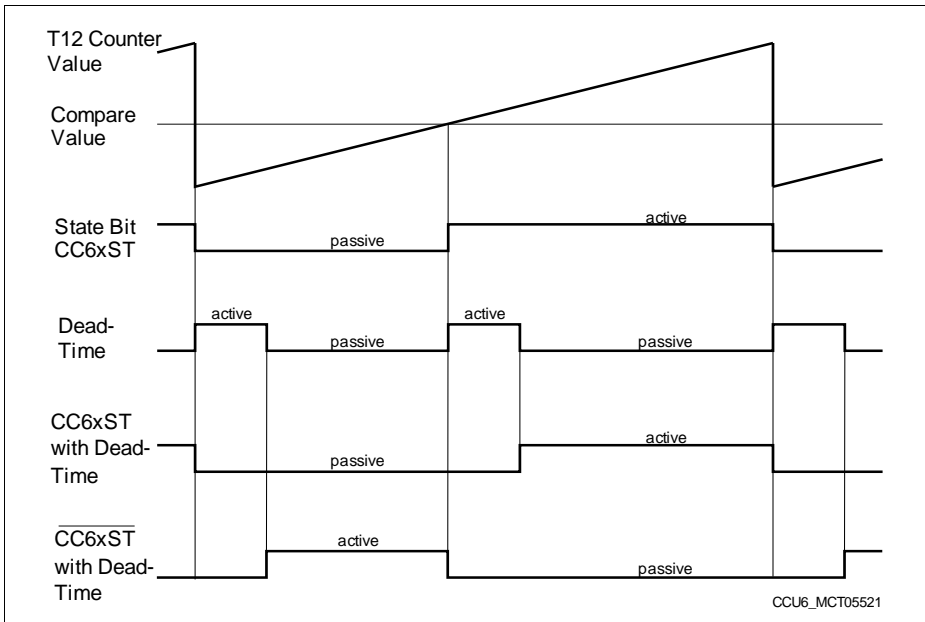 T12 Counter
Value
Compare
Value
State Bit
CC6xST
passive
active
Dead-
Time
active
passive
active
passive
CC6xST
with Dead-
Time
passive
active
CC6xST
with Dead-
Time
active
passive
CCU6_MCT05521